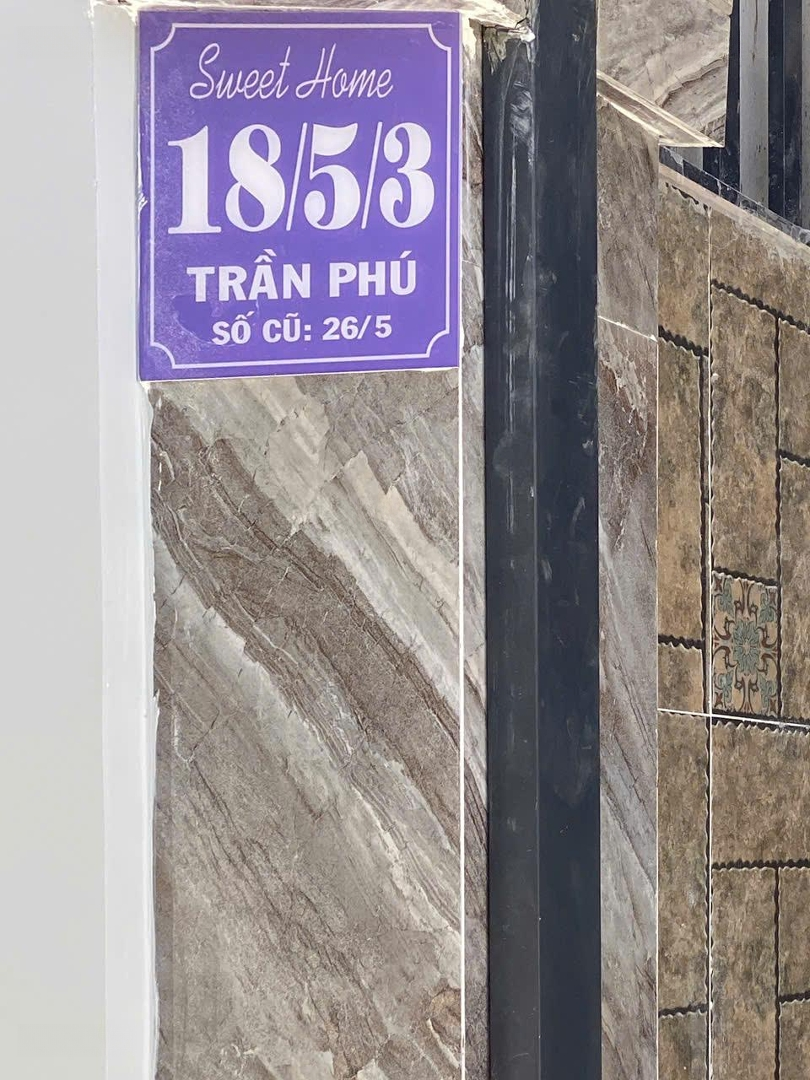 Sweet Home
18/5/3
TRẦN PHÚ
SỐ CŨ: 26/5